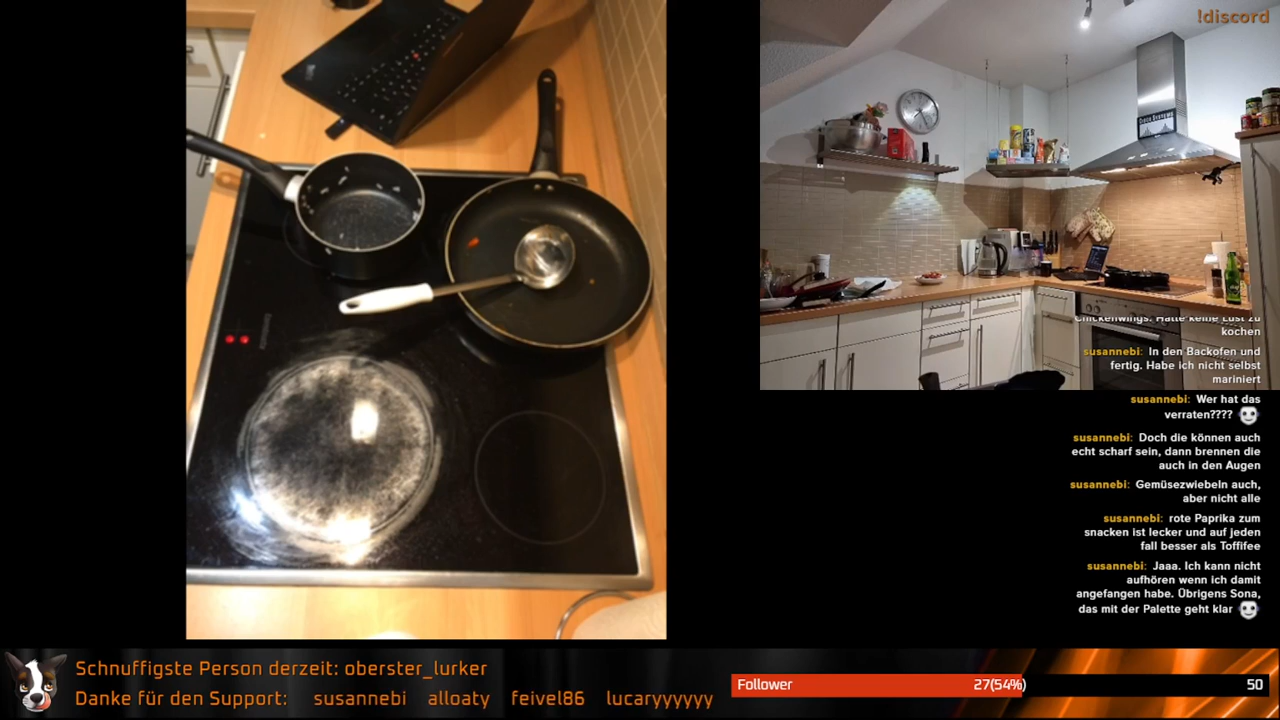 !discord
Chickenwings. Hatte keine Lust zu
kochen
susannebi: In den Backofen und
fertig. Habe ich nicht selbst
mariniert
susannebi: Wer hat das
verraten????
susannebi: Doch die können auch
echt scharf sein, dann brennen die
auch in den Augen
susannebi: Gemüsezwiebeln auch,
aber nicht alle
susannebi: rote Paprika zum
snacken ist lecker und auf jeden
fall besser als Toffifee
susannebi: Jaaa. Ich kann nicht
aufhören wenn ich damit
angefangen habe. Übrigens Sona,
das mit der Palette geht klar
Schnuffigste Person derzeit: oberster_lurker
Danke für den Support: susannebi alloaty feivel86 lucaryyyyyy
Follower 27(54%) 50